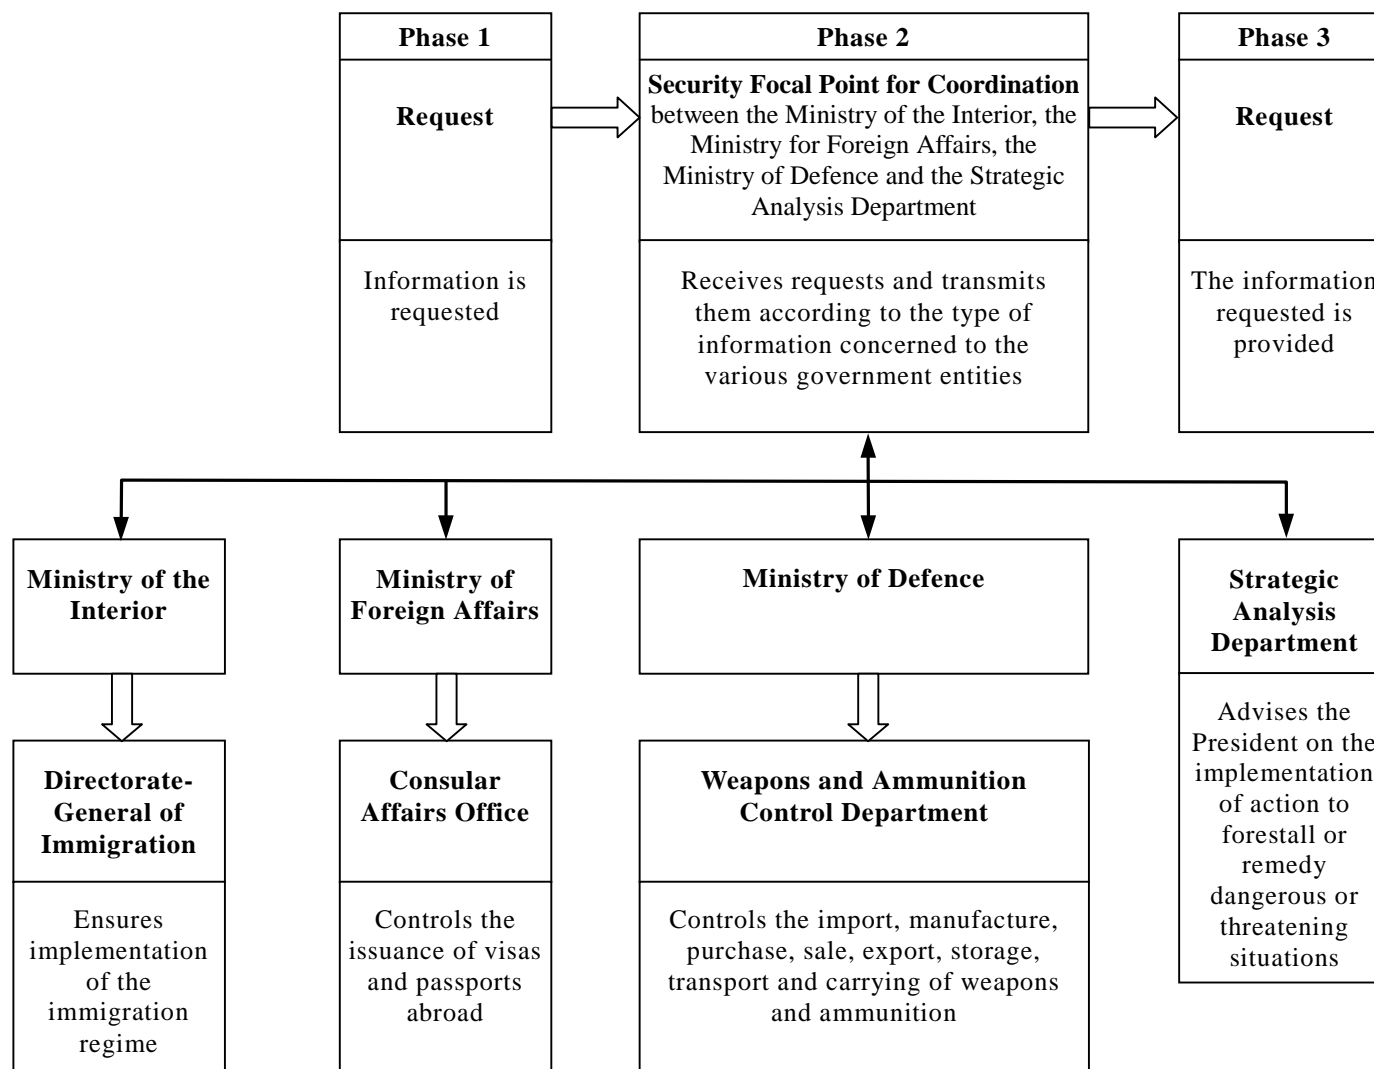 Phase 1
Request
Information is
requested
Phase 2
Security Focal Point for Coordination
between the Ministry of the Interior, the
Ministry for Foreign Affairs, the
Ministry of Defence and the Strategic
Analysis Department
Receives requests and transmits
them according to the type of
information concerned to the
various government entities
Phase 3
Request
The information
requested is
provided
Ministry of the
Interior
Directorate-
General of
Immigration
Ensures
implementation
of the
immigration
regime
Ministry of
Foreign Affairs
Consular
Affairs Office
Controls the
issuance of visas
and passports
abroad
Ministry of Defence
Weapons and Ammunition
Control Department
Controls the import, manufacture,
purchase, sale, export, storage,
transport and carrying of weapons
and ammunition
Strategic
Analysis
Department
Advises the
President on the
implementation
of action to
forestall or
remedy
dangerous or
threatening
situations